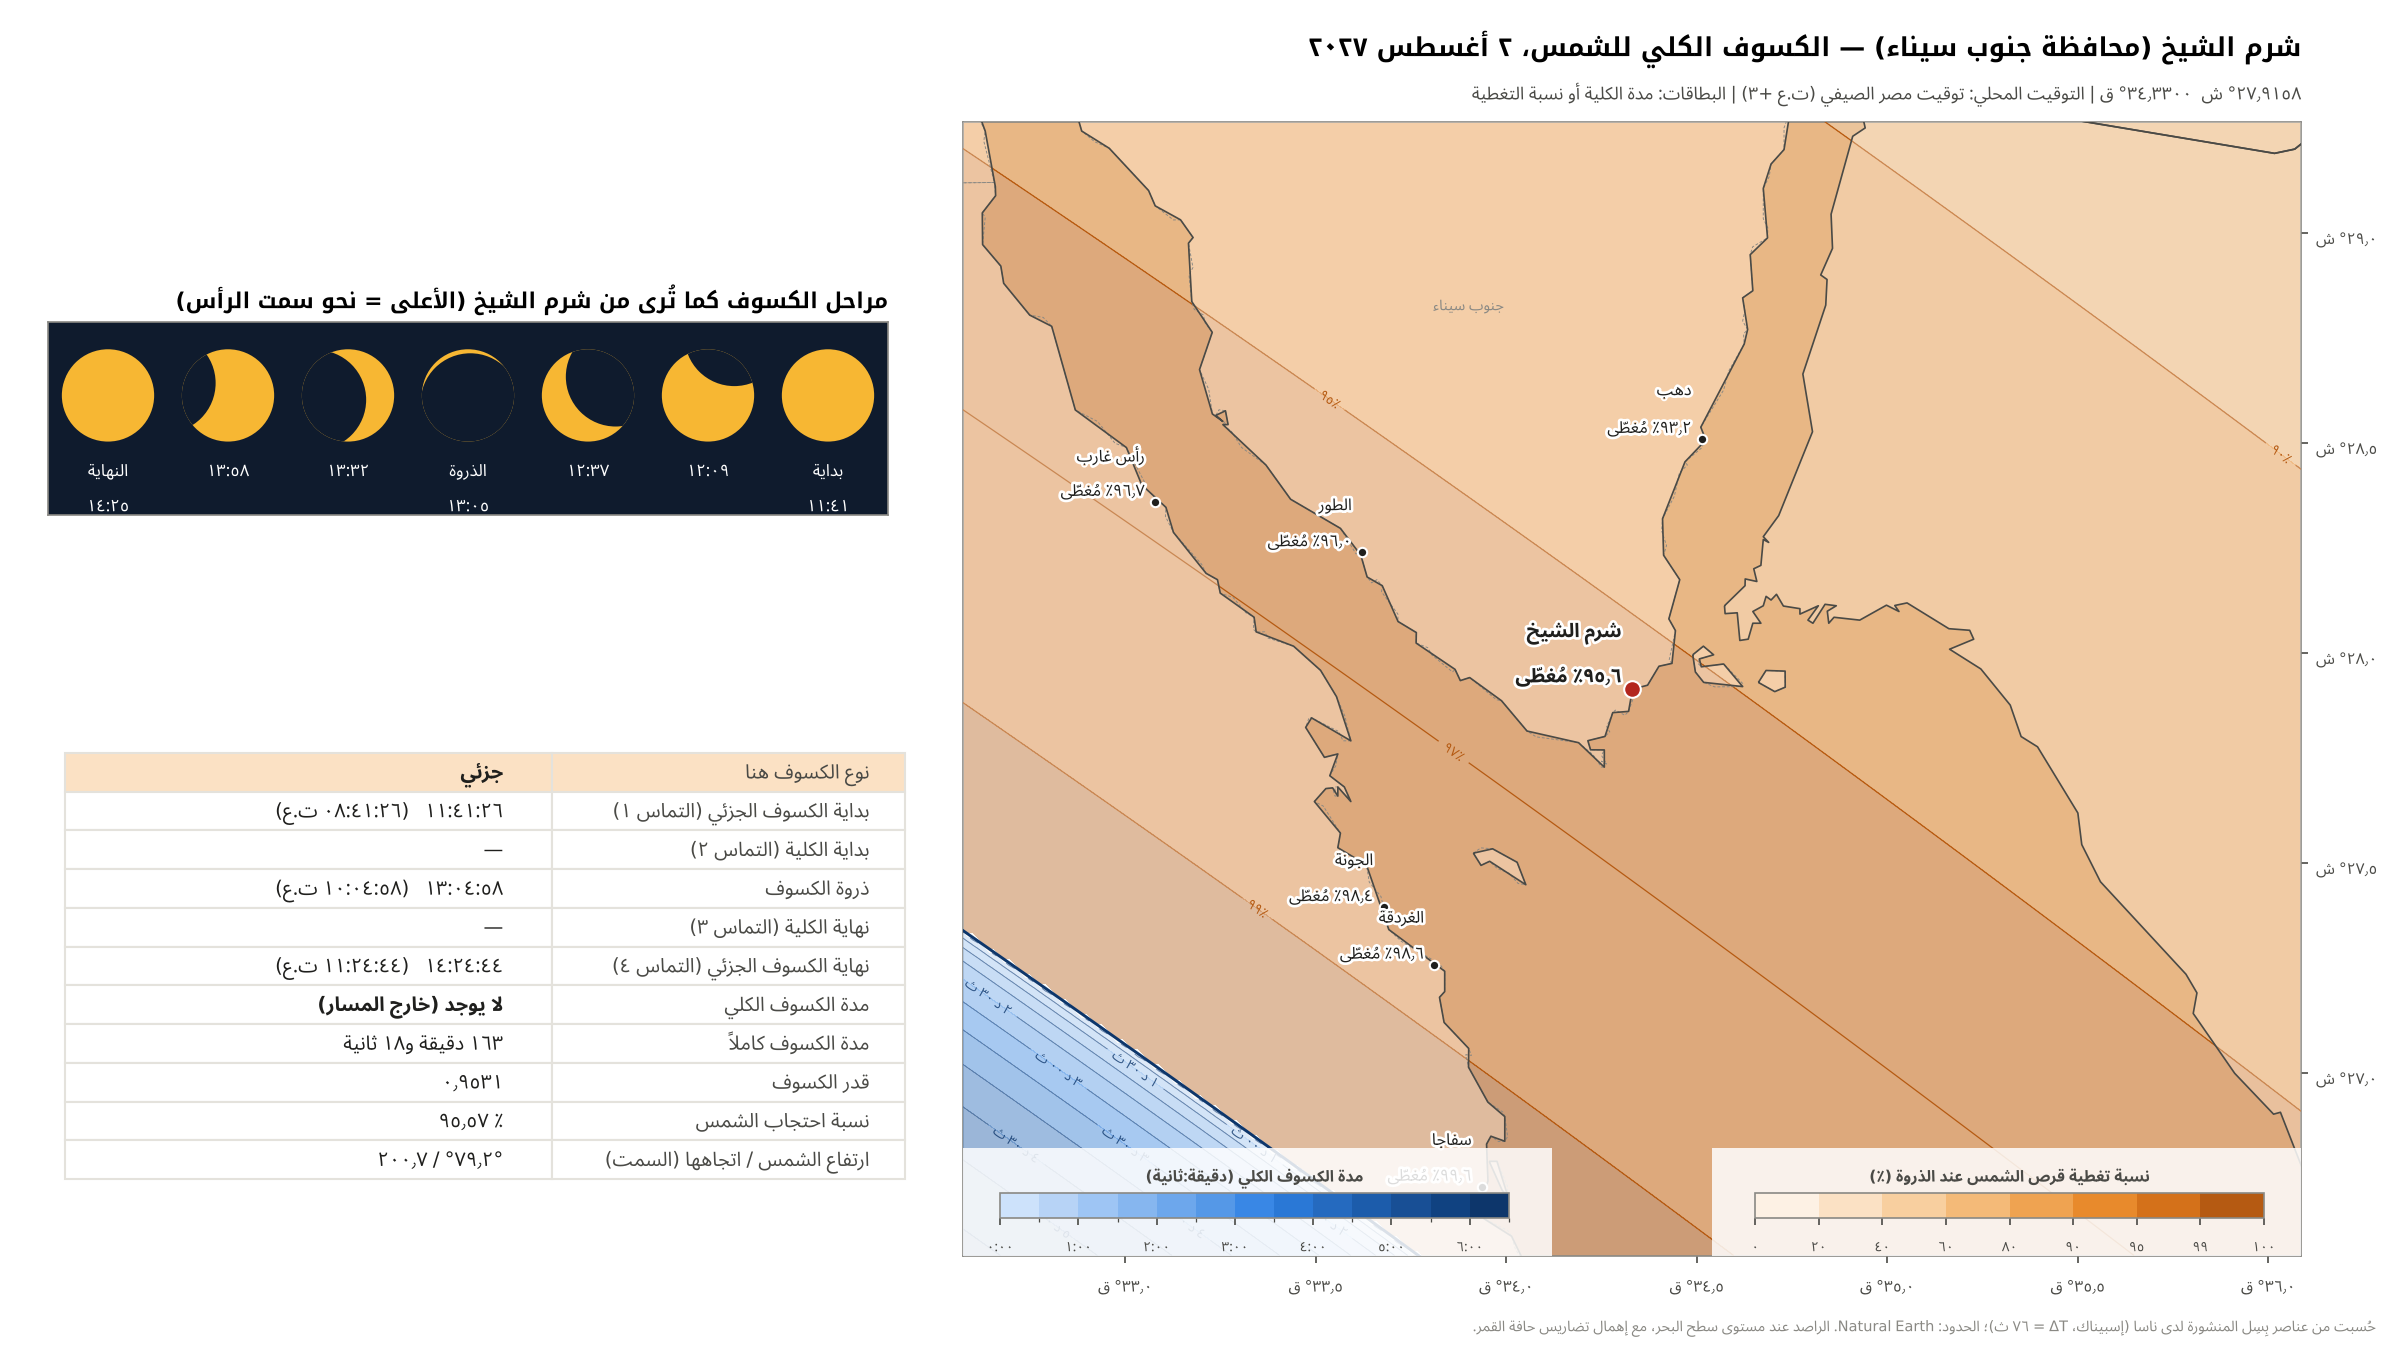 شرم الشيخ (محافظة جنوب سيناء) — الكسوف الكلي للشمس، ٢ أغسطس ٢٠٢٧
٢٧٫٩١٥٨° ش ٣٤٫٣٣٠٠° ق | التوقيت المحلي: توقيت مصر الصيفي (ت.ع +٣) | البطاقات: مدة الكلية أو نسبة التغطية
٢٩٫٠° ش
٢٨٫٥° ش
٢٨٫٠° ش
٢٧٫٥° ش
٢٧٫٠° ش
جنوب سيناء
٩٥٪
٩٠٪
٩٧٪
٩٩٪
دهب
٩٣٫٢٪ مُغطّى
رأس غارب
٩٦٫٧٪ مُغطّى
الطور
٩٦٫٠٪ مُغطّى
شرم الشيخ
٩٥٫٦٪ مُغطّى
الجونة
٩٨٫٤٪ مُغطّى
الغردقة
٩٨٫٦٪ مُغطّى
سفاجا
٩٩٫٦٪ مُغطّى
١ د ٣٠ ث
٢ د ٣٠ ث
٣ د ٠٠ ث
مدة الكسوف الكلي (دقيقة:ثانية)
٠:٠٠ ١:٠٠ ٢:٠٠ ٣:٠٠ ٤:٠٠ ٥:٠٠ ٦:٠٠
نسبة تغطية قرص الشمس عند الذروة (٪)
٠ ٢٠ ٤٠ ٦٠ ٨٠ ٩٠ ٩٥ ٩٩ ١٠٠
٣٣٫٠° ق ٣٣٫٥° ق ٣٤٫٠° ق ٣٤٫٥° ق ٣٥٫٠° ق ٣٥٫٥° ق ٣٦٫٠° ق
مراحل الكسوف كما تُرى من شرم الشيخ (الأعلى = نحو سمت الرأس)
بداية ١٢:٠٩ ١٢:٣٧ الذروة ١٣:٣٢ ١٣:٥٨ النهاية
١١:٤١ ١٣:٠٥ ١٤:٢٥
نوع الكسوف هنا جزئي
بداية الكسوف الجزئي (التماس ١) ١١:٤١:٢٦ (٠٨:٤١:٢٦ ت.ع)
بداية الكلية (التماس ٢) —
ذروة الكسوف ١٣:٠٤:٥٨ (١٠:٠٤:٥٨ ت.ع)
نهاية الكلية (التماس ٣) —
نهاية الكسوف الجزئي (التماس ٤) ١٤:٢٤:٤٤ (١١:٢٤:٤٤ ت.ع)
مدة الكسوف الكلي لا يوجد (خارج المسار)
مدة الكسوف كاملاً ١٦٣ دقيقة و١٨ ثانية
قدر الكسوف ٠٫٩٥٣١
نسبة احتجاب الشمس ٩٥٫٥٧ ٪
ارتفاع الشمس / اتجاهها (السمت) ٧٩٫٢° / ٢٠٠٫٧°
حُسبت من عناصر بِسِل المنشورة لدى ناسا (إسبيناك، ΔT = ٧٦ ث)؛ الحدود: Natural Earth. الراصد عند مستوى سطح البحر، مع إهمال تضاريس حافة القمر.